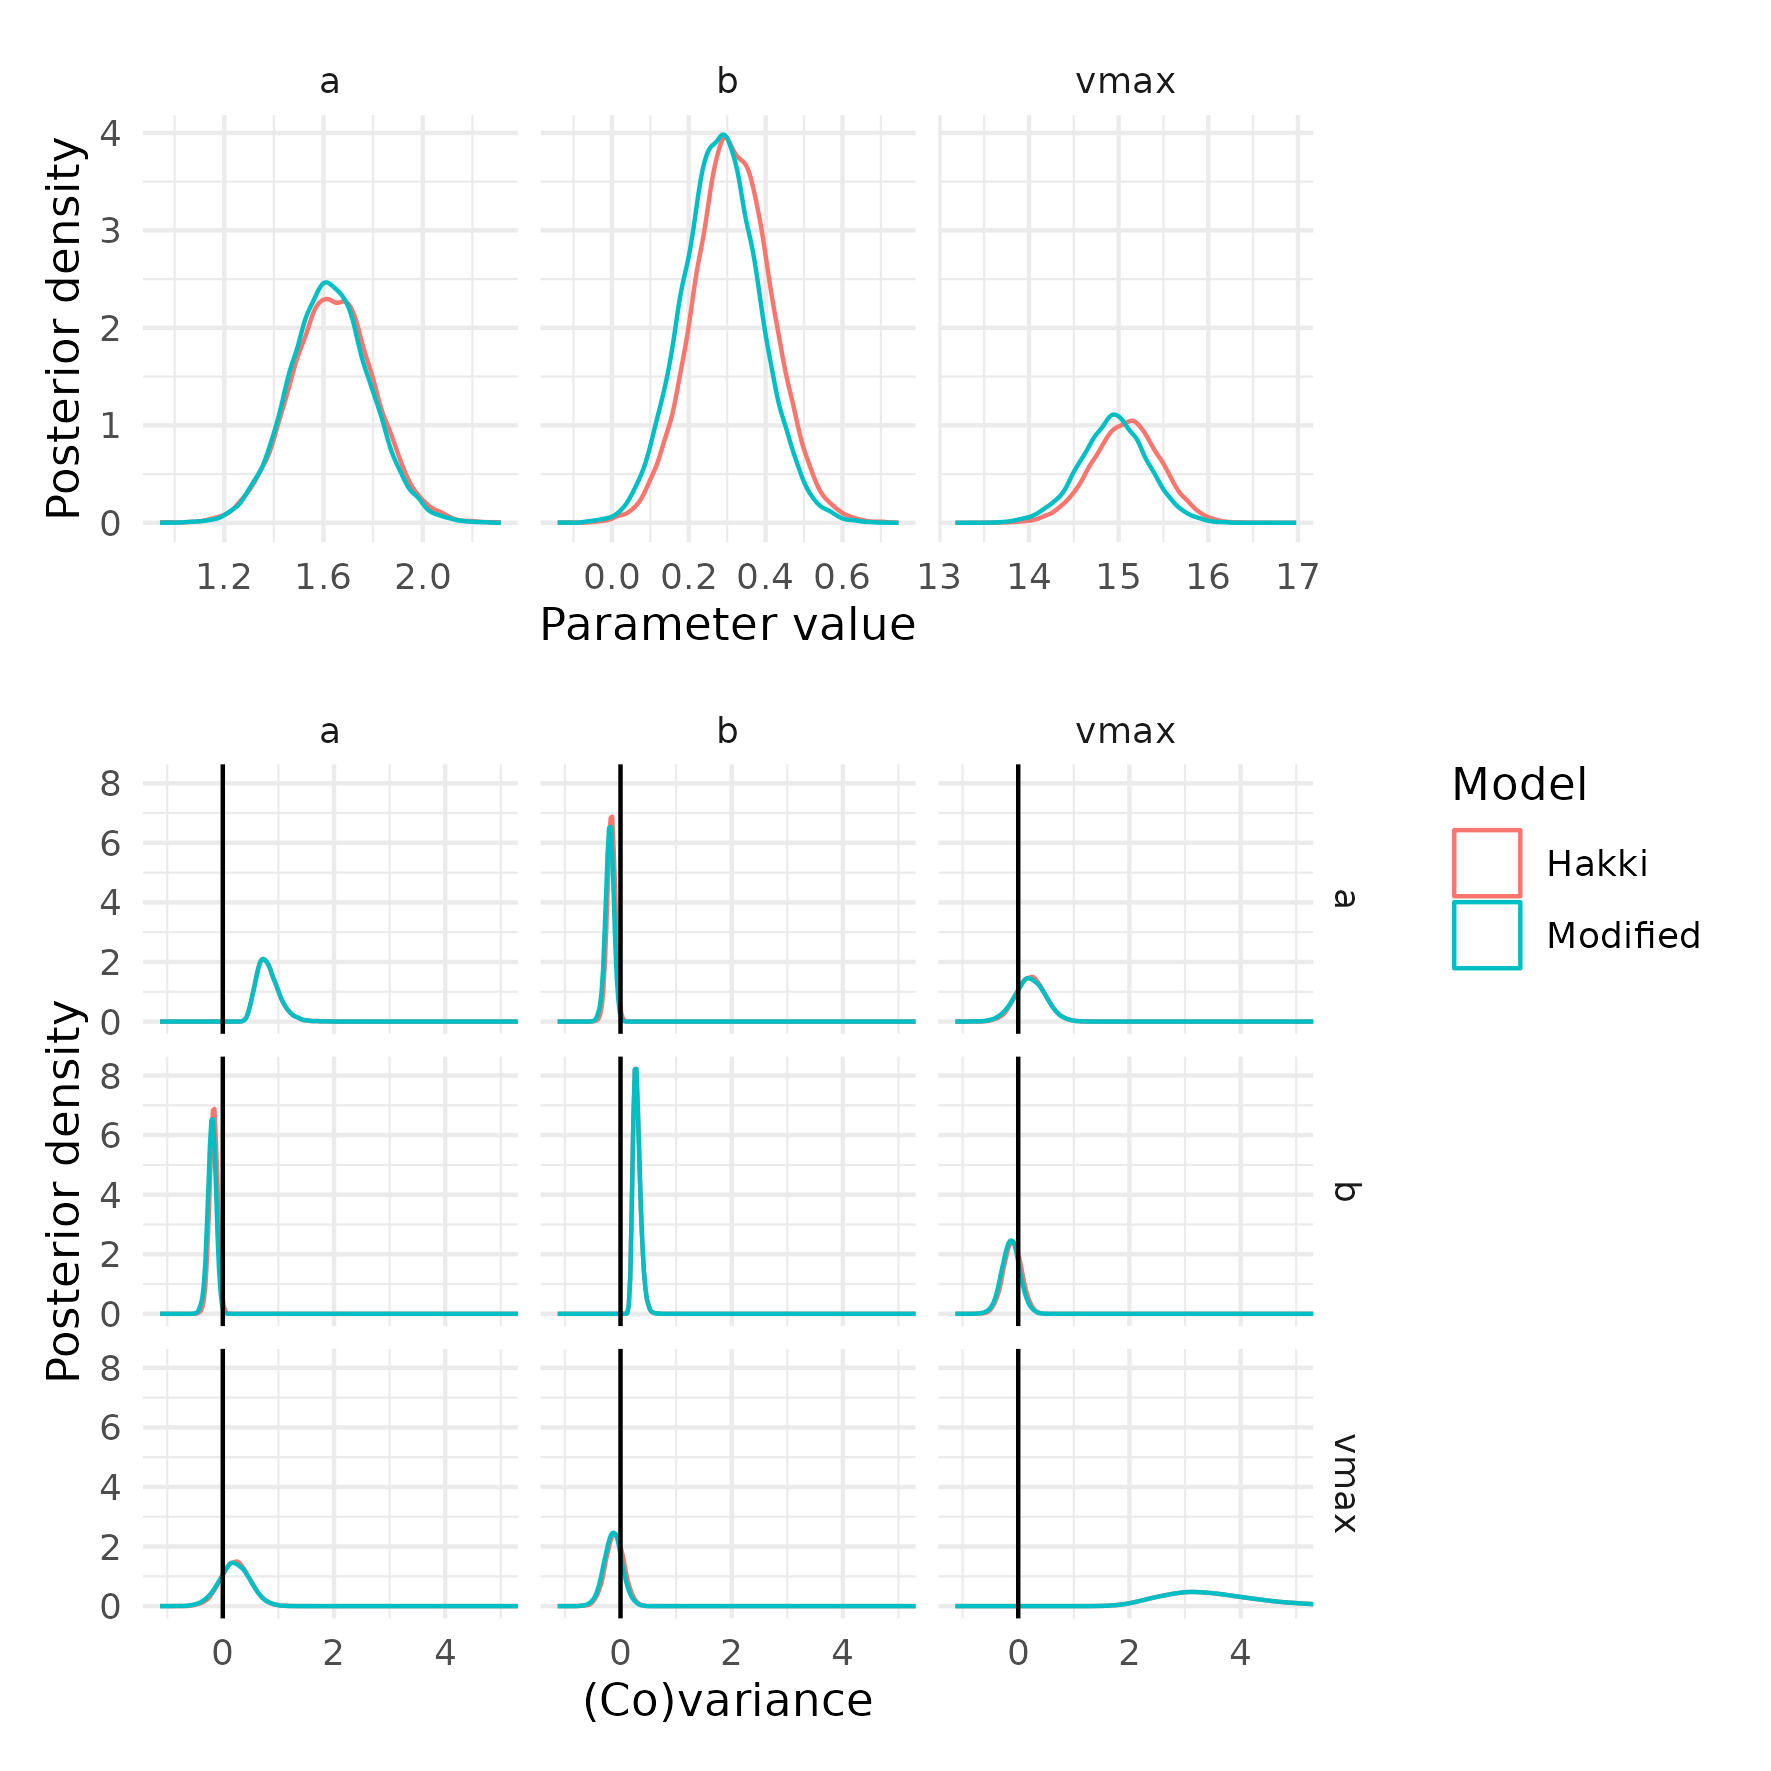 a b vmax
Posterior density
4
3
2
1
0
1.2 1.6 2.0 0.0 0.2 0.4 0.6 13 14 15 16 17
Parameter value
a b vmax
Posterior density
8
6
4
2
0
a
8
6
4
2
0
b
8
6
4
2
0
vmax
0 2 4 0 2 4 0 2 4
(Co)variance
Model
Hakki
Modified